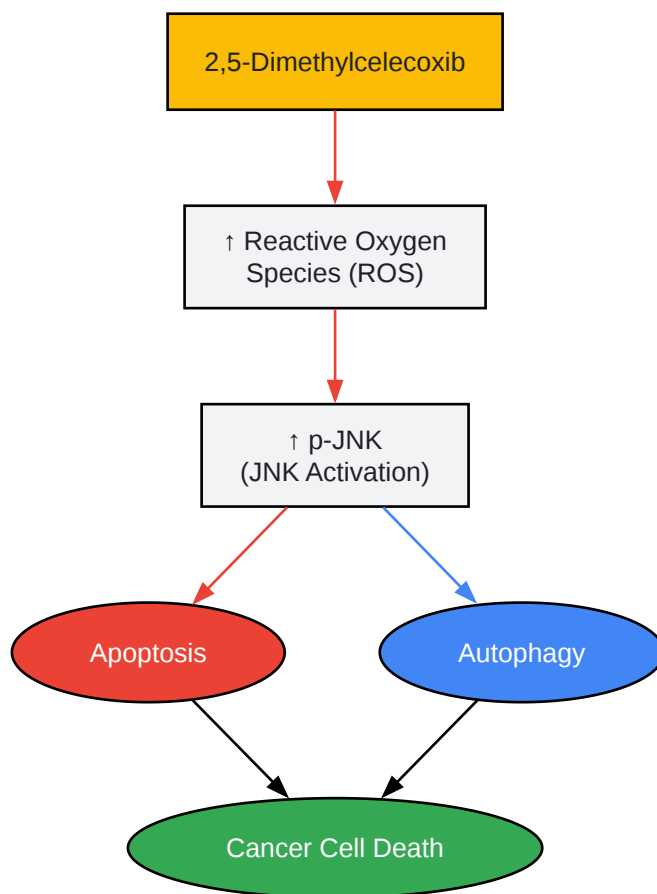 2,5-Dimethylcelecoxib
↑ Reactive Oxygen
Species (ROS)
↑ p-JNK
(JNK Activation)
Apoptosis
Autophagy
Cancer Cell Death